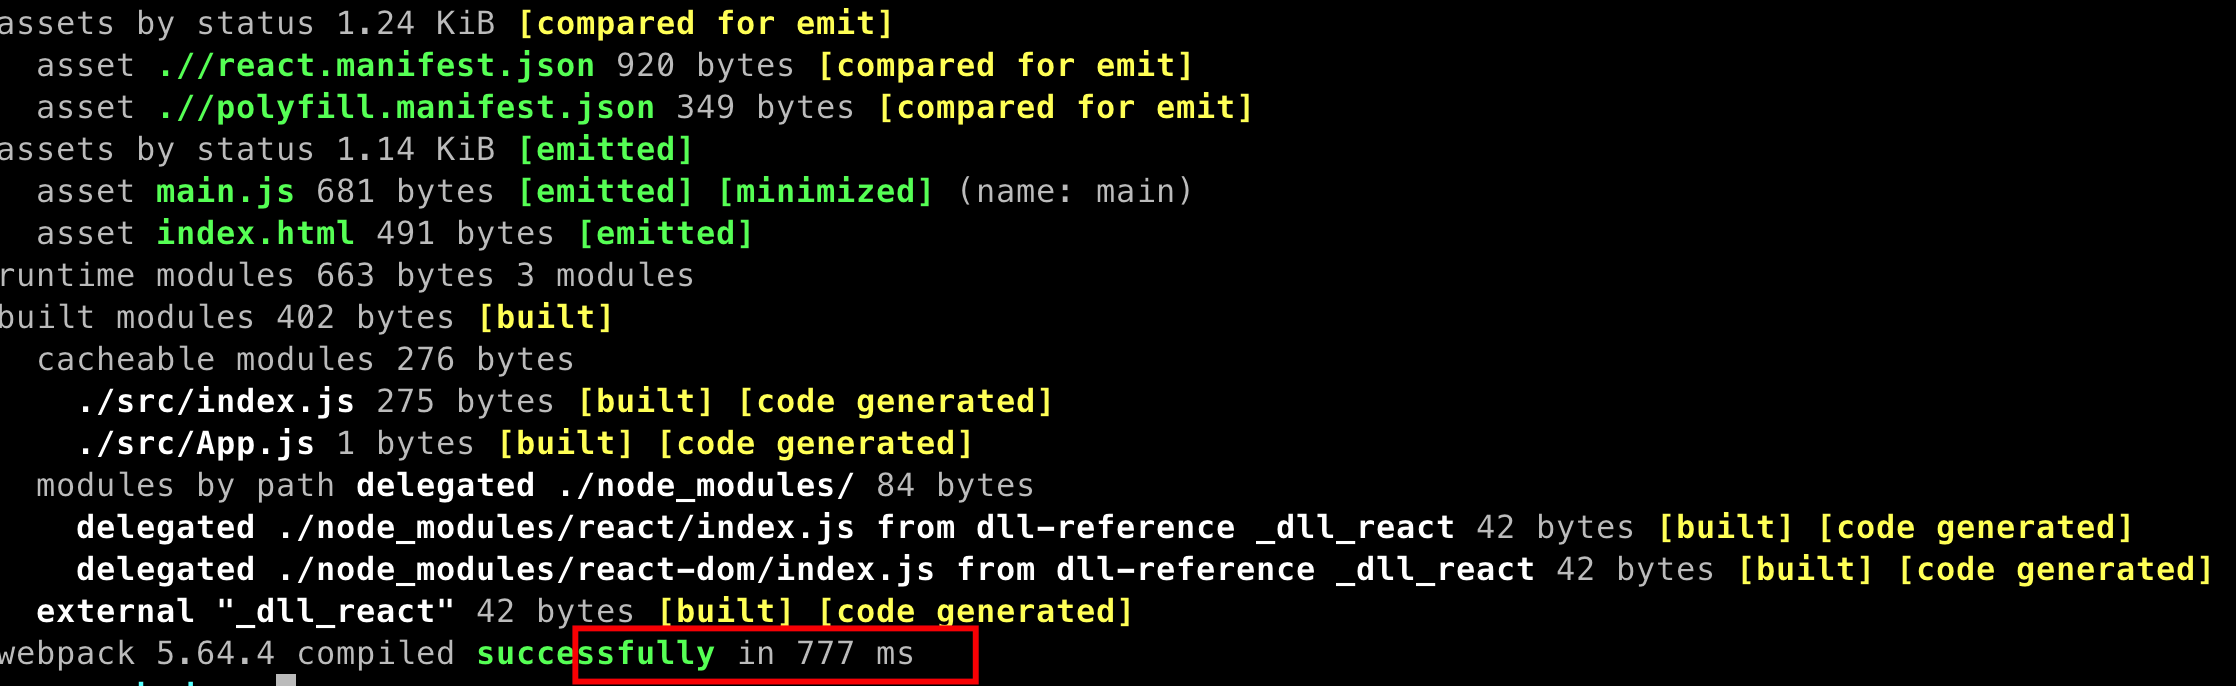 assets by status 1.24 KiB [compared for emit]
asset .//react.manifest.json 920 bytes [compared for emit]
asset .//polyfill.manifest.json 349 bytes [compared for emit]
assets by status 1.14 KiB [emitted]
asset main.js 681 bytes [emitted] [minimized] (name: main)
asset index.html 491 bytes [emitted]
runtime modules 663 bytes 3 modules
built modules 402 bytes [built]
cacheable modules 276 bytes
./src/index.js 275 bytes [built] [code generated]
./src/App.js 1 bytes [built] [code generated]
modules by path delegated ./node_modules/ 84 bytes
delegated ./node_modules/react/index.js from dll-reference _dll_react 42 bytes [built] [code generated]
delegated ./node_modules/react-dom/index.js from dll-reference _dll_react 42 bytes [built] [code generated]
external "_dll_react" 42 bytes [built] [code generated]
webpack 5.64.4 compiled successfully in 777 ms